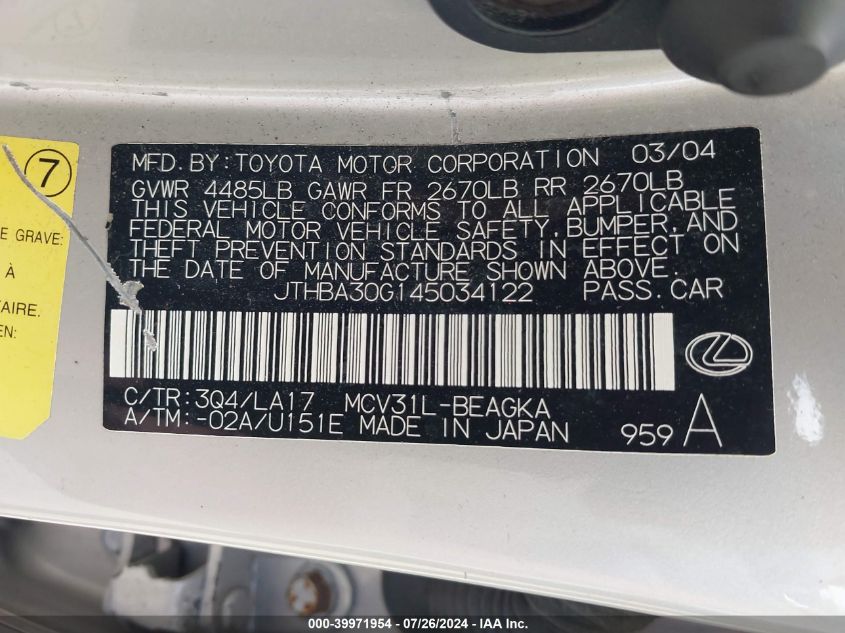 7
E GRAVE:
À
AIRE.
EN:
MFD. BY: TOYOTA MOTOR CORPORATION 03/04
GVWR 4485LB GAWR FR 2670LB RR 2670LB
THIS VEHICLE CONFORMS TO ALL APPLICABLE
FEDERAL MOTOR VEHICLE SAFETY, BUMPER, AND
THEFT PREVENTION STANDARDS IN EFFECT ON
THE DATE OF MANUFACTURE SHOWN ABOVE.
JTHBA30G145034122 PASS. CAR
C/TR: 3Q4/LA17 MCV31L-BEAGKA
A/TM: -02A/U151E MADE IN JAPAN 959 A
000-39971954 - 07/26/2024 - © IAA Holdings, LLC